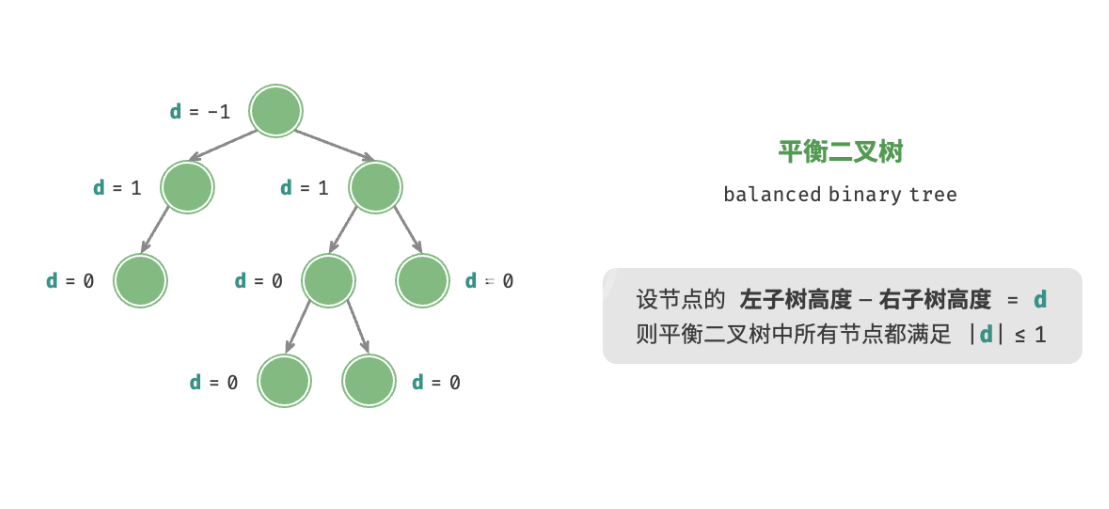 d = -1
d = 1
d = 1
d = 0
d = 0
d = 0
d = 0
d = 0
平衡二叉树
balanced binary tree
设节点的 左子树高度 – 右子树高度 = d
则平衡二叉树中所有节点都满足 |d| ≤ 1